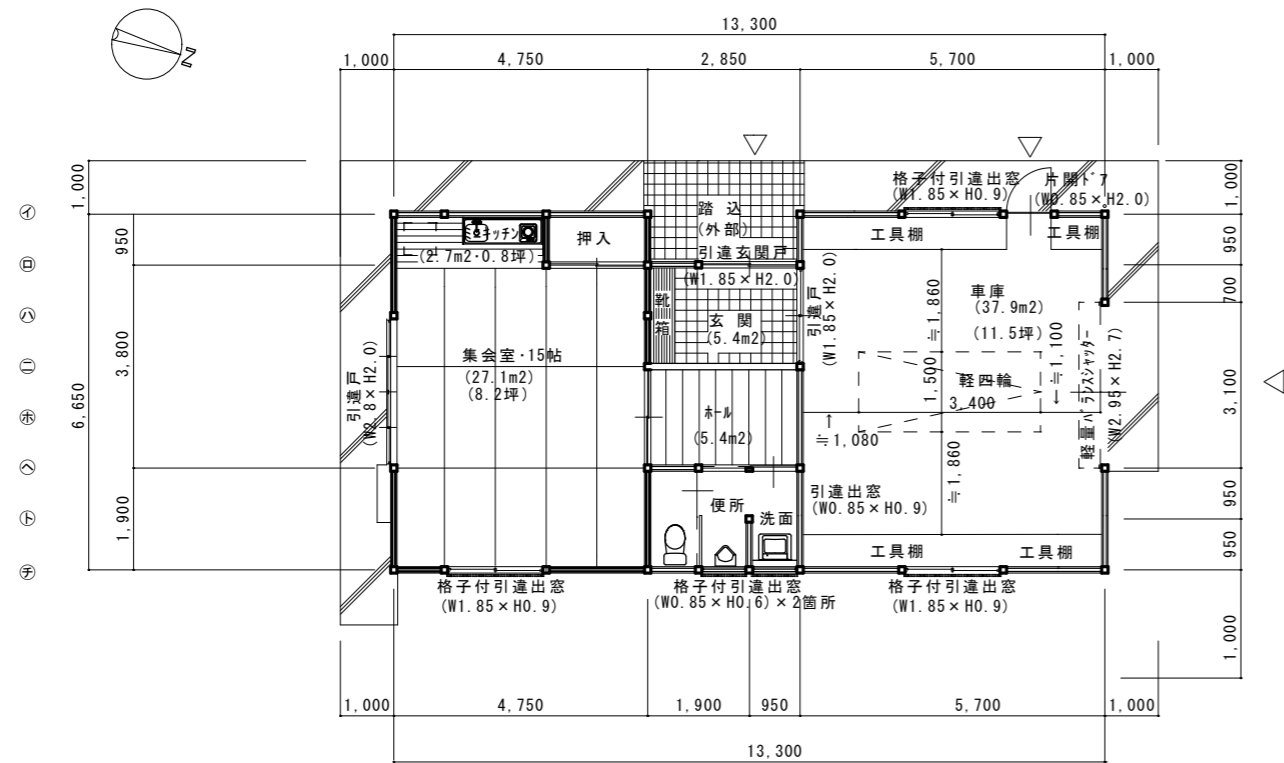 N
13,300
1,000
4,750
2,850
5,700
1,000
1,000
950
3,800
6,650
1,900
イ
ロ
ハ
ニ
ホ
ヘ
ト
チ
1,000
950
700
3,100
950
950
1,000
格子付引違出窓
(W1.85×H0.9)
片開ドア
(W0.85×H2.0)
踏込
(外部)
工具棚
工具棚
ミニキッチン
押入
(2.7m2・0.8坪)
引違玄関戸
(W1.85×H2.0)
引違戸
(W1.85×H2.0)
靴箱
玄関
(5.4m2)
車庫
(37.9m2)
(11.5坪)
≒1,860
≒1,100
1,500
軽四輪
3,400
≒1,080
≒1,860
軽量バランスシャッター
(W2.95×H2.7)
集会室・15帖
(27.1m2)
(8.2坪)
引違戸
(W2.8×H2.0)
ホール
(5.4m2)
便所
洗面
引違出窓
(W0.85×H0.9)
工具棚
工具棚
格子付引違出窓
(W1.85×H0.9)
格子付引違出窓
(W0.85×H0.6)×2箇所
格子付引違出窓
(W1.85×H0.9)
1,000
4,750
1,900
950
5,700
1,000
13,300